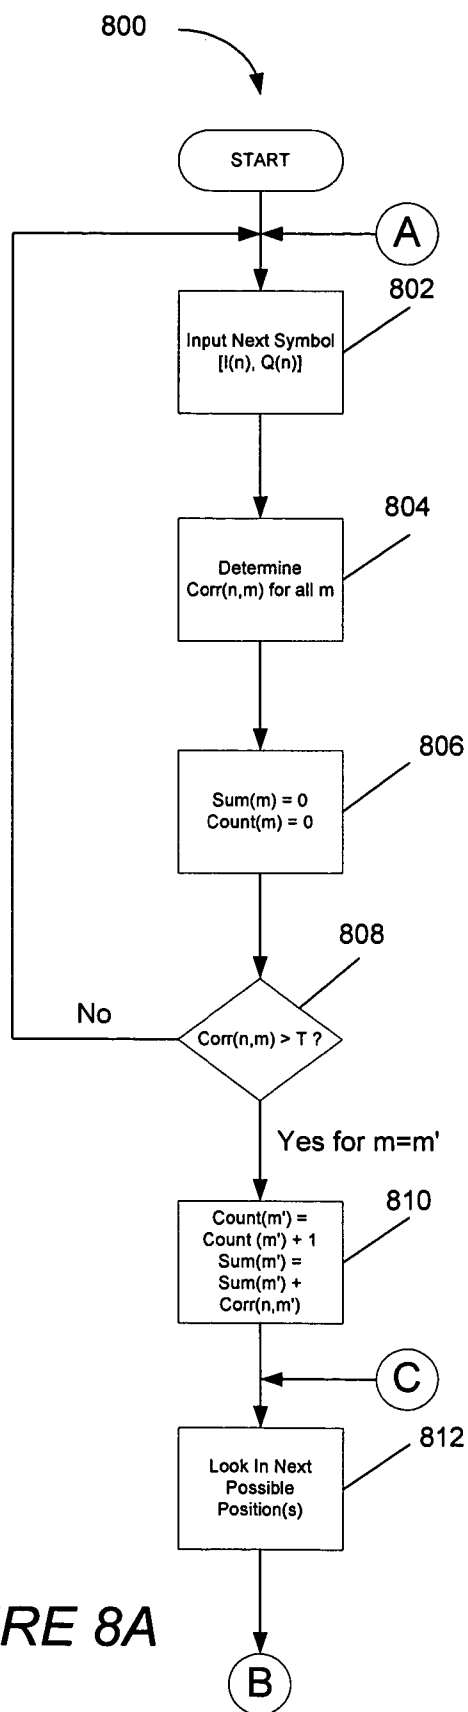 800
START
A
802
Input Next Symbol
[I(n), Q(n)]
804
Determine
Corr(n,m) for all m
806
Sum(m) = 0
Count(m) = 0
808
No
Corr(n,m) > T ?
Yes for m=m'
810
Count(m') =
Count (m') + 1
Sum(m') =
Sum(m') +
Corr(n,m')
C
812
Look In Next
Possible
Position(s)
RE 8A
B